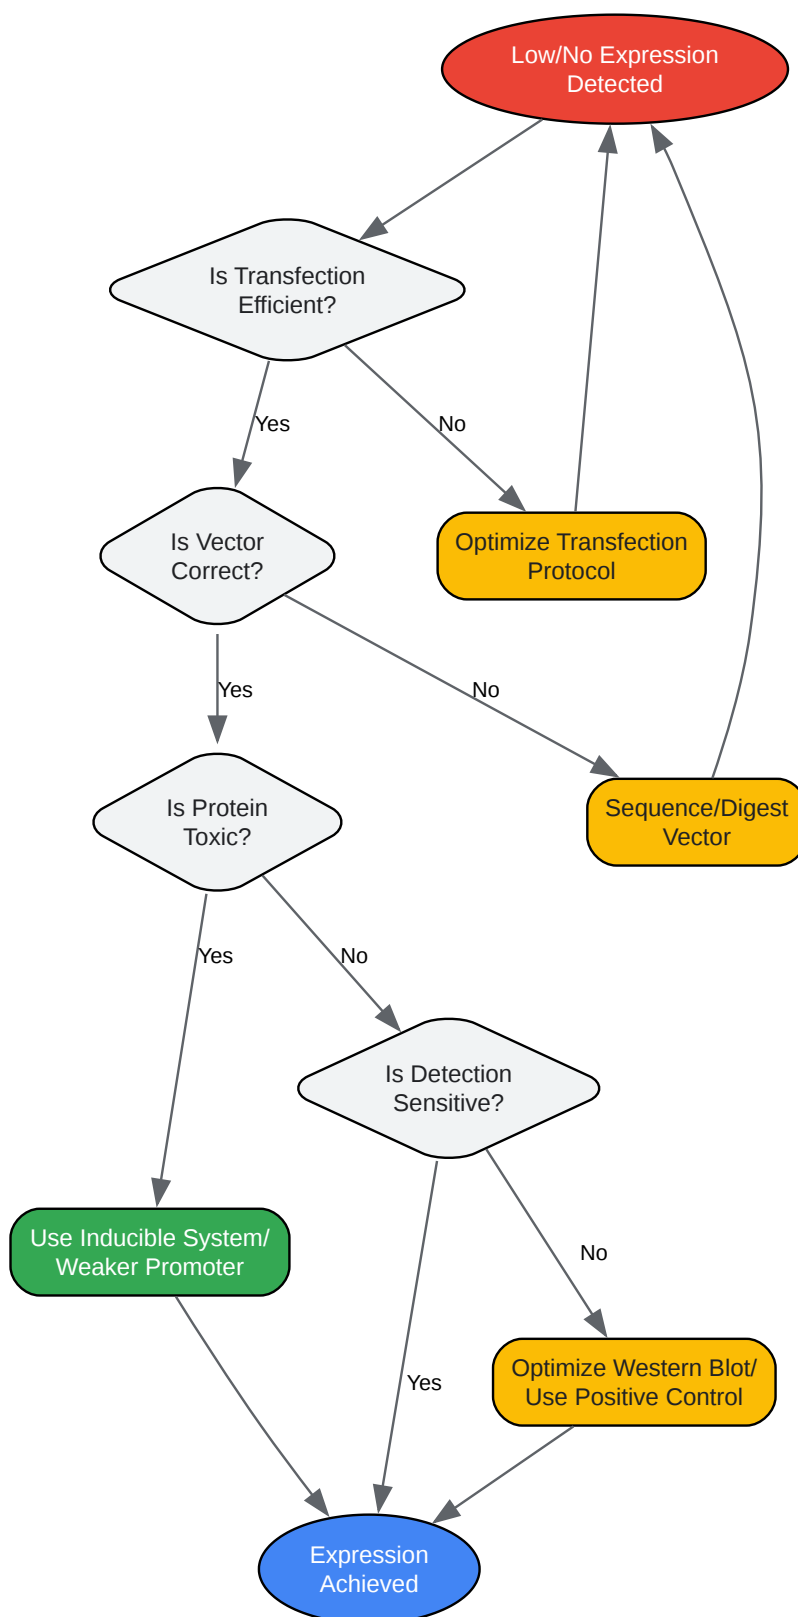 Low/No Expression
Detected
Is Transfection
Efficient?
Yes
No
Is Vector
Correct?
Optimize Transfection
Protocol
Yes
No
Is Protein
Toxic?
Sequence/Digest
Vector
Yes
No
Is Detection
Sensitive?
Use Inducible System/
Weaker Promoter
No
Yes
Optimize Western Blot/
Use Positive Control
Expression
Achieved